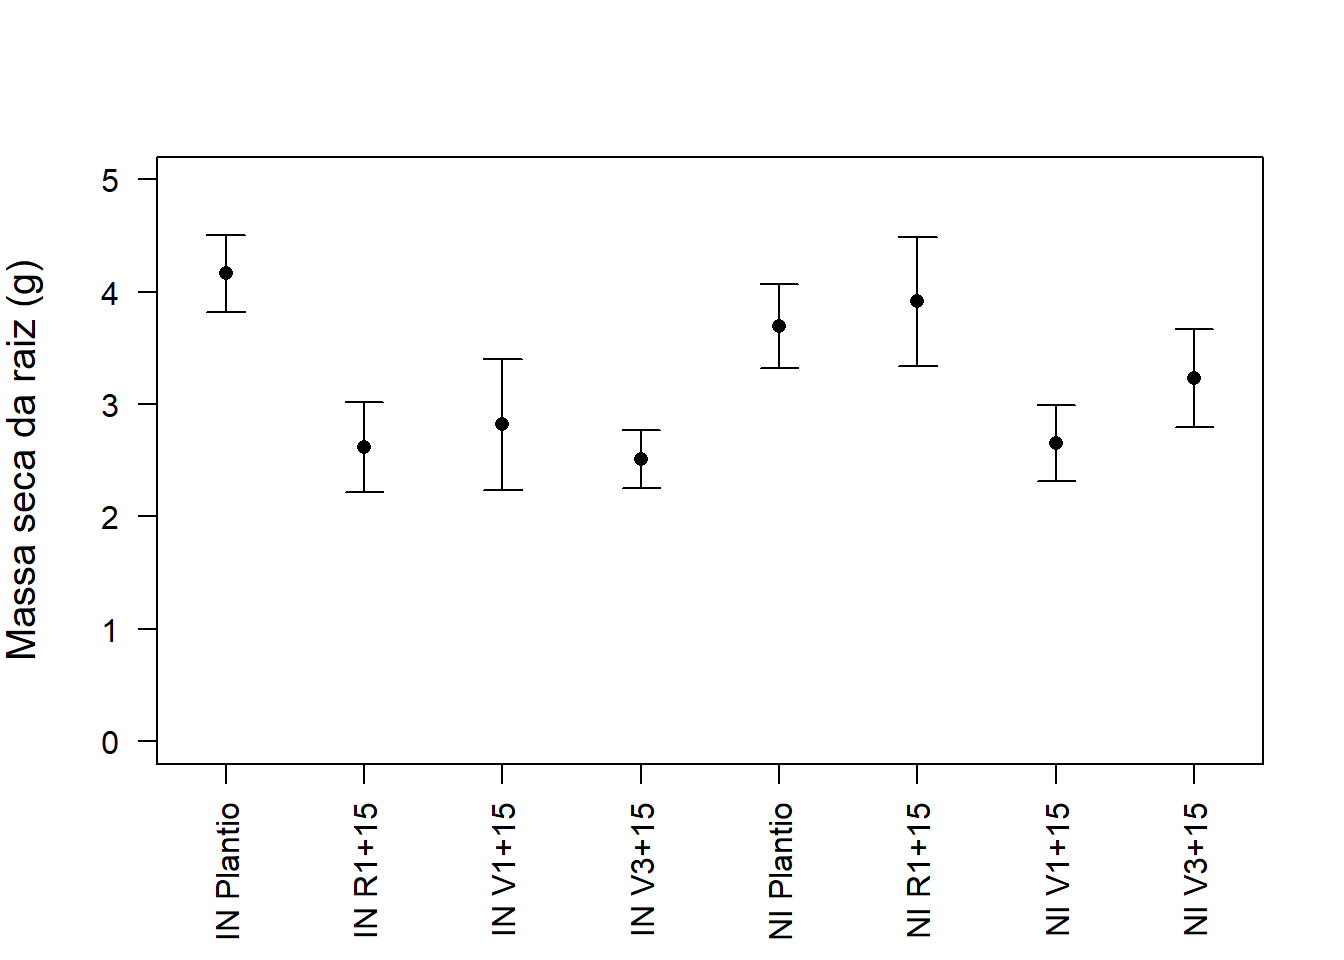 Massa seca da raiz (g)
5
4
3
2
1
0
IN Plantio
IN R1+15
IN V1+15
IN V3+15
NI Plantio
NI R1+15
NI V1+15
NI V3+15